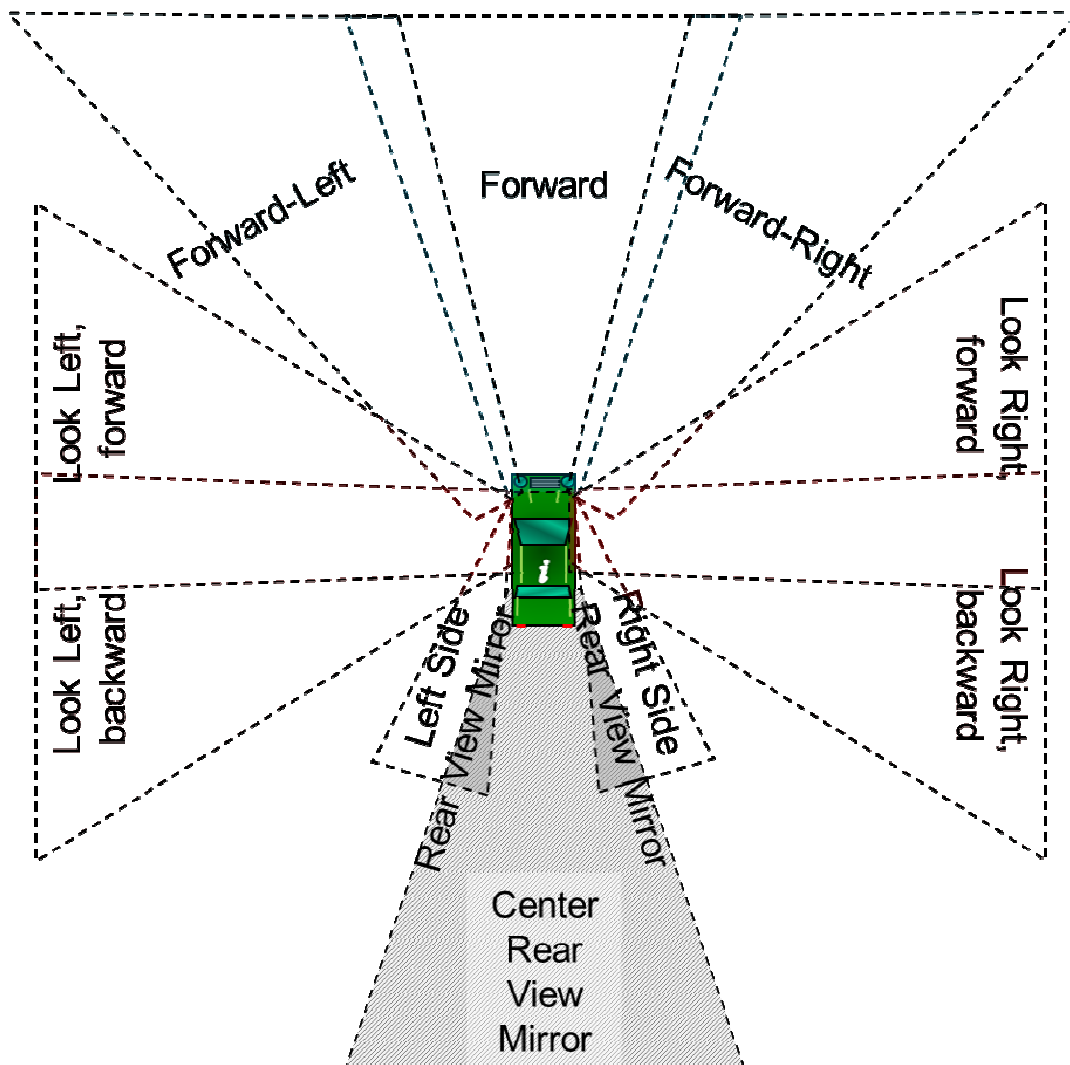 Forward-Left
Forward
Forward-Right
Look Left,
forward
Look Right,
forward
Look Left,
backward
Look Right,
backward
i
Left Side
Rear View Mirror
Right Side
Rear View Mirror
Center
Rear
View
Mirror